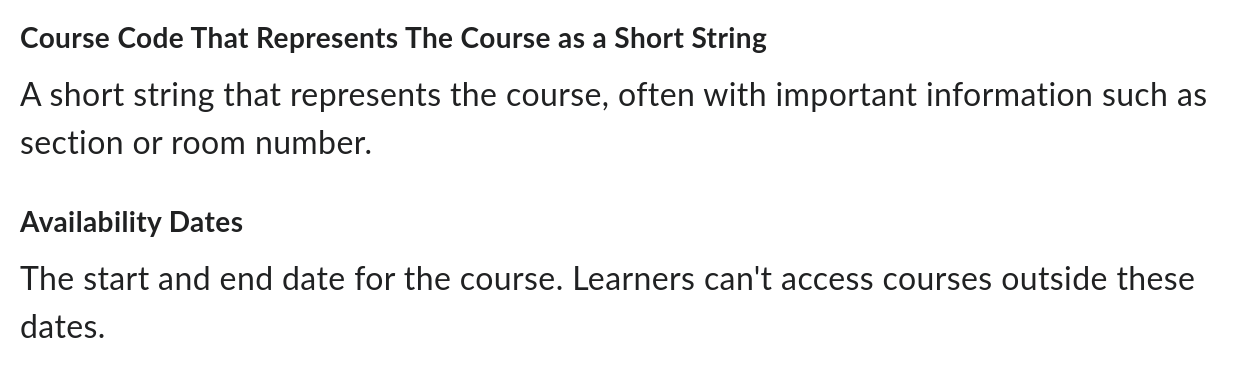 Course Code That Represents The Course as a Short String
A short string that represents the course, often with important information such as
section or room number.
Availability Dates
The start and end date for the course. Learners can't access courses outside these
dates.